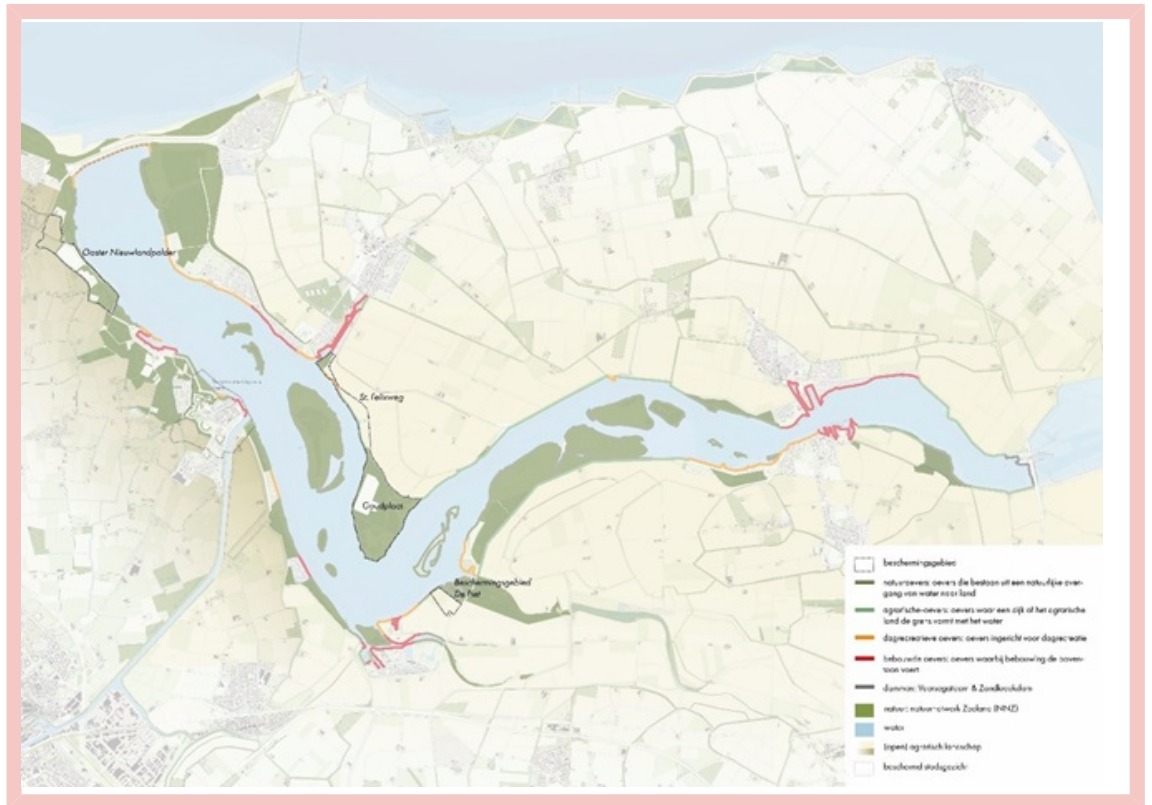 Ooster Nieuwlandpolder
St. Felixweg
Goudplaat
Beschermingsgebied
De Piet
beschermingsgebied
natuuroevers: oevers die bestaan uit een natuurlijke over-
gang van water naar land
agrarische-oevers: oevers waar een dijk of het agrarische
land de grens vormt met het water
dagrecreatieve oevers: oevers ingericht voor dagrecreatie
bebouwde oevers: oevers waarbij bebouwing de boven-
toon voert
dammen: Veersegatdam & Zandkreekdam
natuur: natuurnetwerk Zeeland (NNZ)
water
(open) agrarisch landschap
beschermd stadsgezicht